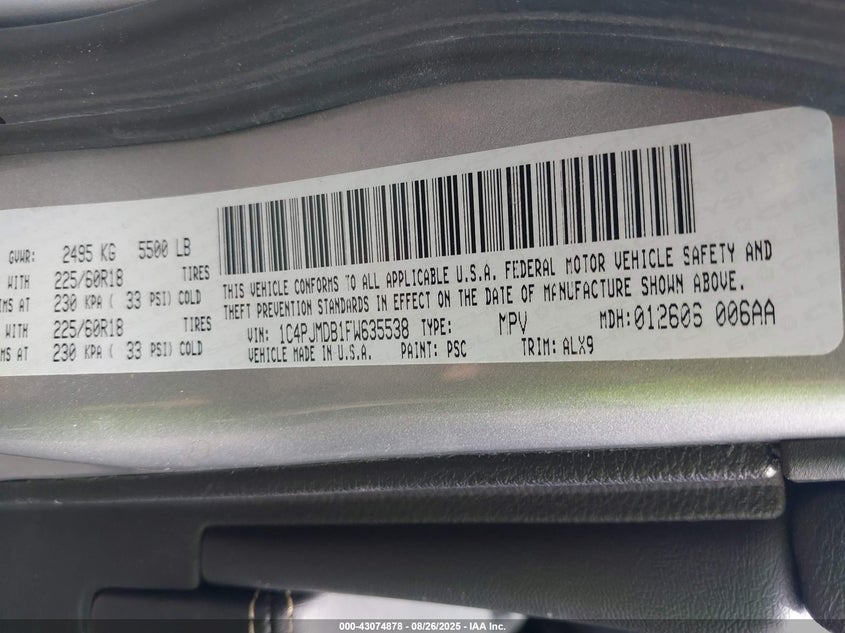 GVWR: 2495 KG 5500 LB
WITH 225/60R18 TIRES
MS AT 230 KPA ( 33 PSI) COLD
WITH 225/60R18 TIRES
MS AT 230 KPA ( 33 PSI) COLD
THIS VEHICLE CONFORMS TO ALL APPLICABLE U.S.A. FEDERAL MOTOR VEHICLE SAFETY AND
THEFT PREVENTION STANDARDS IN EFFECT ON THE DATE OF MANUFACTURE SHOWN ABOVE.
VIN: 1C4PJMDB1FW635538 TYPE: MPV MDH:012606 006AA
VEHICLE MADE IN U.S.A. PAINT: PSC TRIM: ALX9
000-43074878 - 08/26/2025 - IAA Inc.